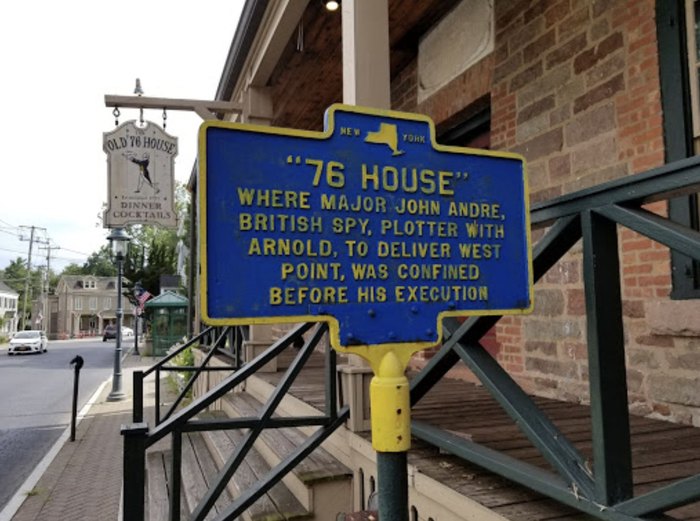 NEW YORK
"76 HOUSE"
WHERE MAJOR JOHN ANDRE,
BRITISH SPY, PLOTTER WITH
ARNOLD, TO DELIVER WEST
POINT, WAS CONFINED
BEFORE HIS EXECUTION
OLD '76 HOUSE
DINNER
COCKTAILS